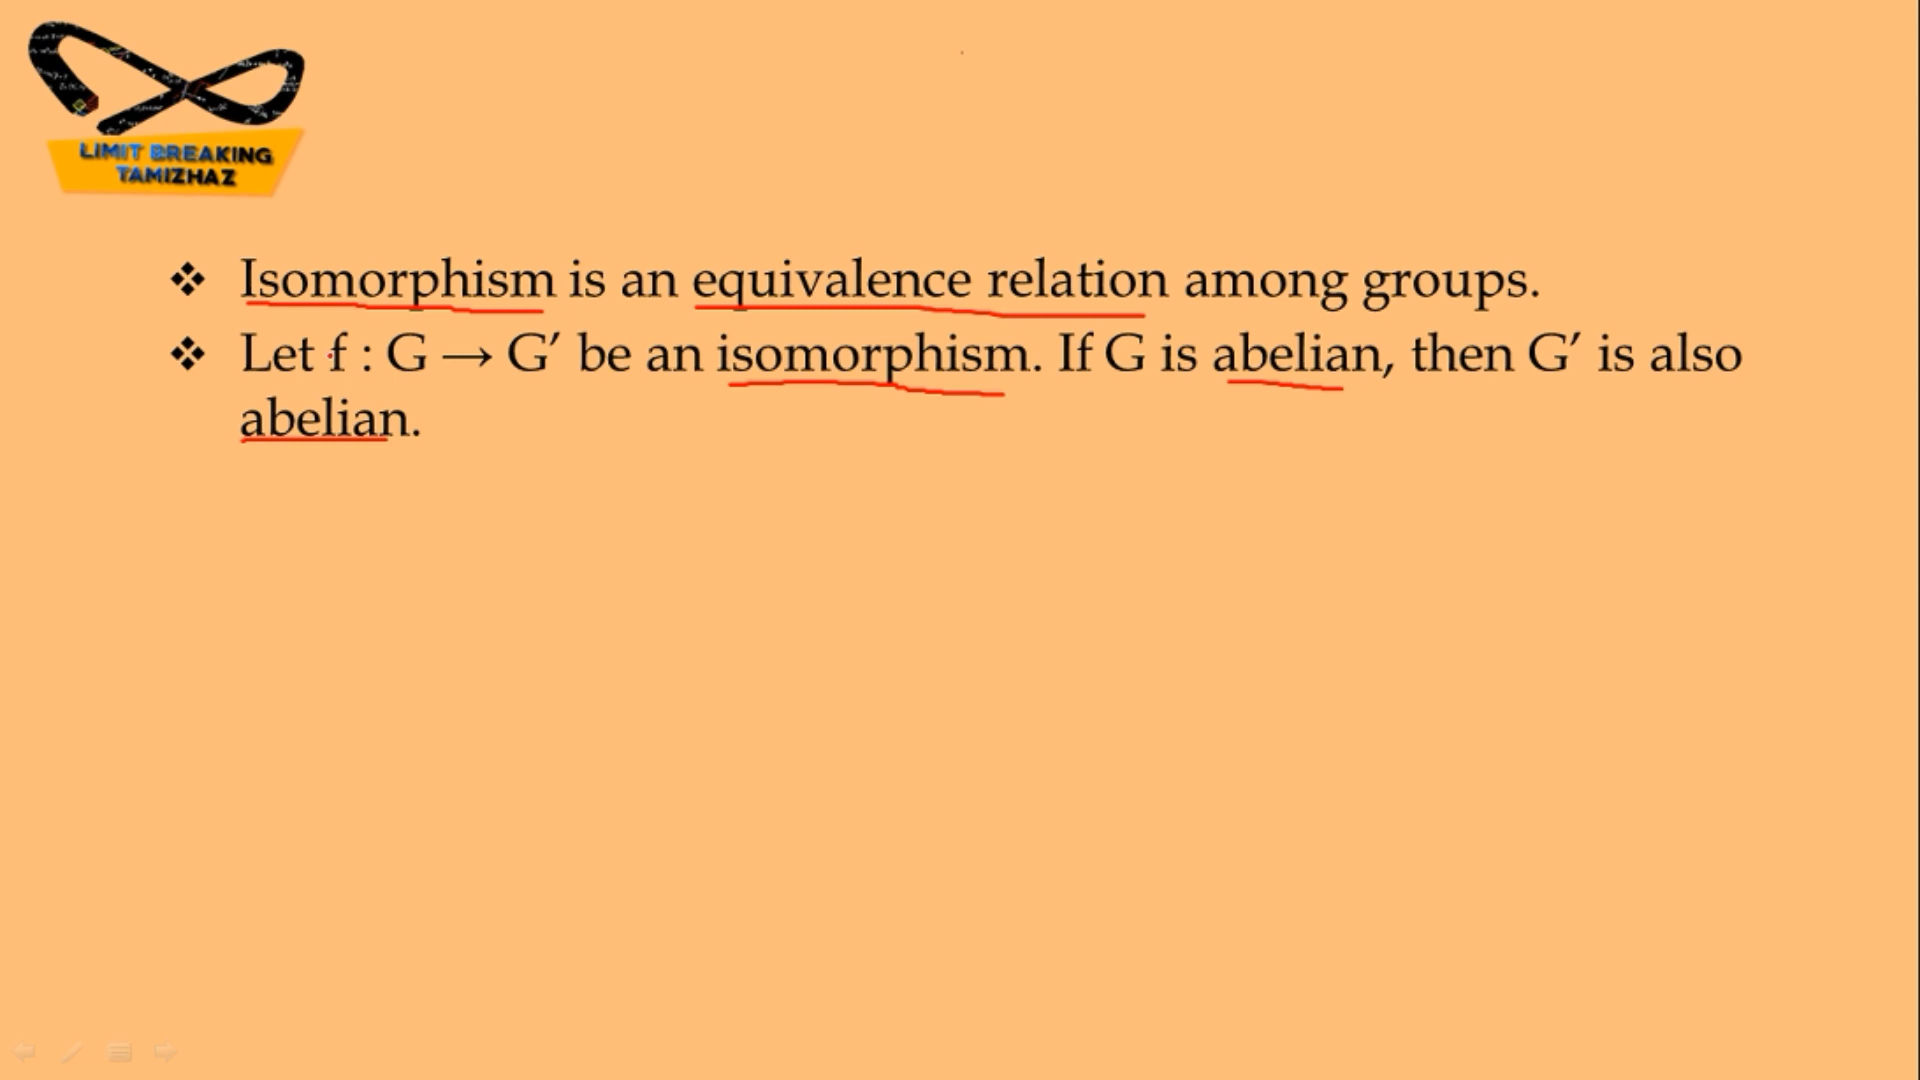 LIMIT BREAKING
TAMIZHAZ
❖ Isomorphism is an equivalence relation among groups.
❖ Let f : G → G′ be an isomorphism. If G is abelian, then G′ is also
abelian.